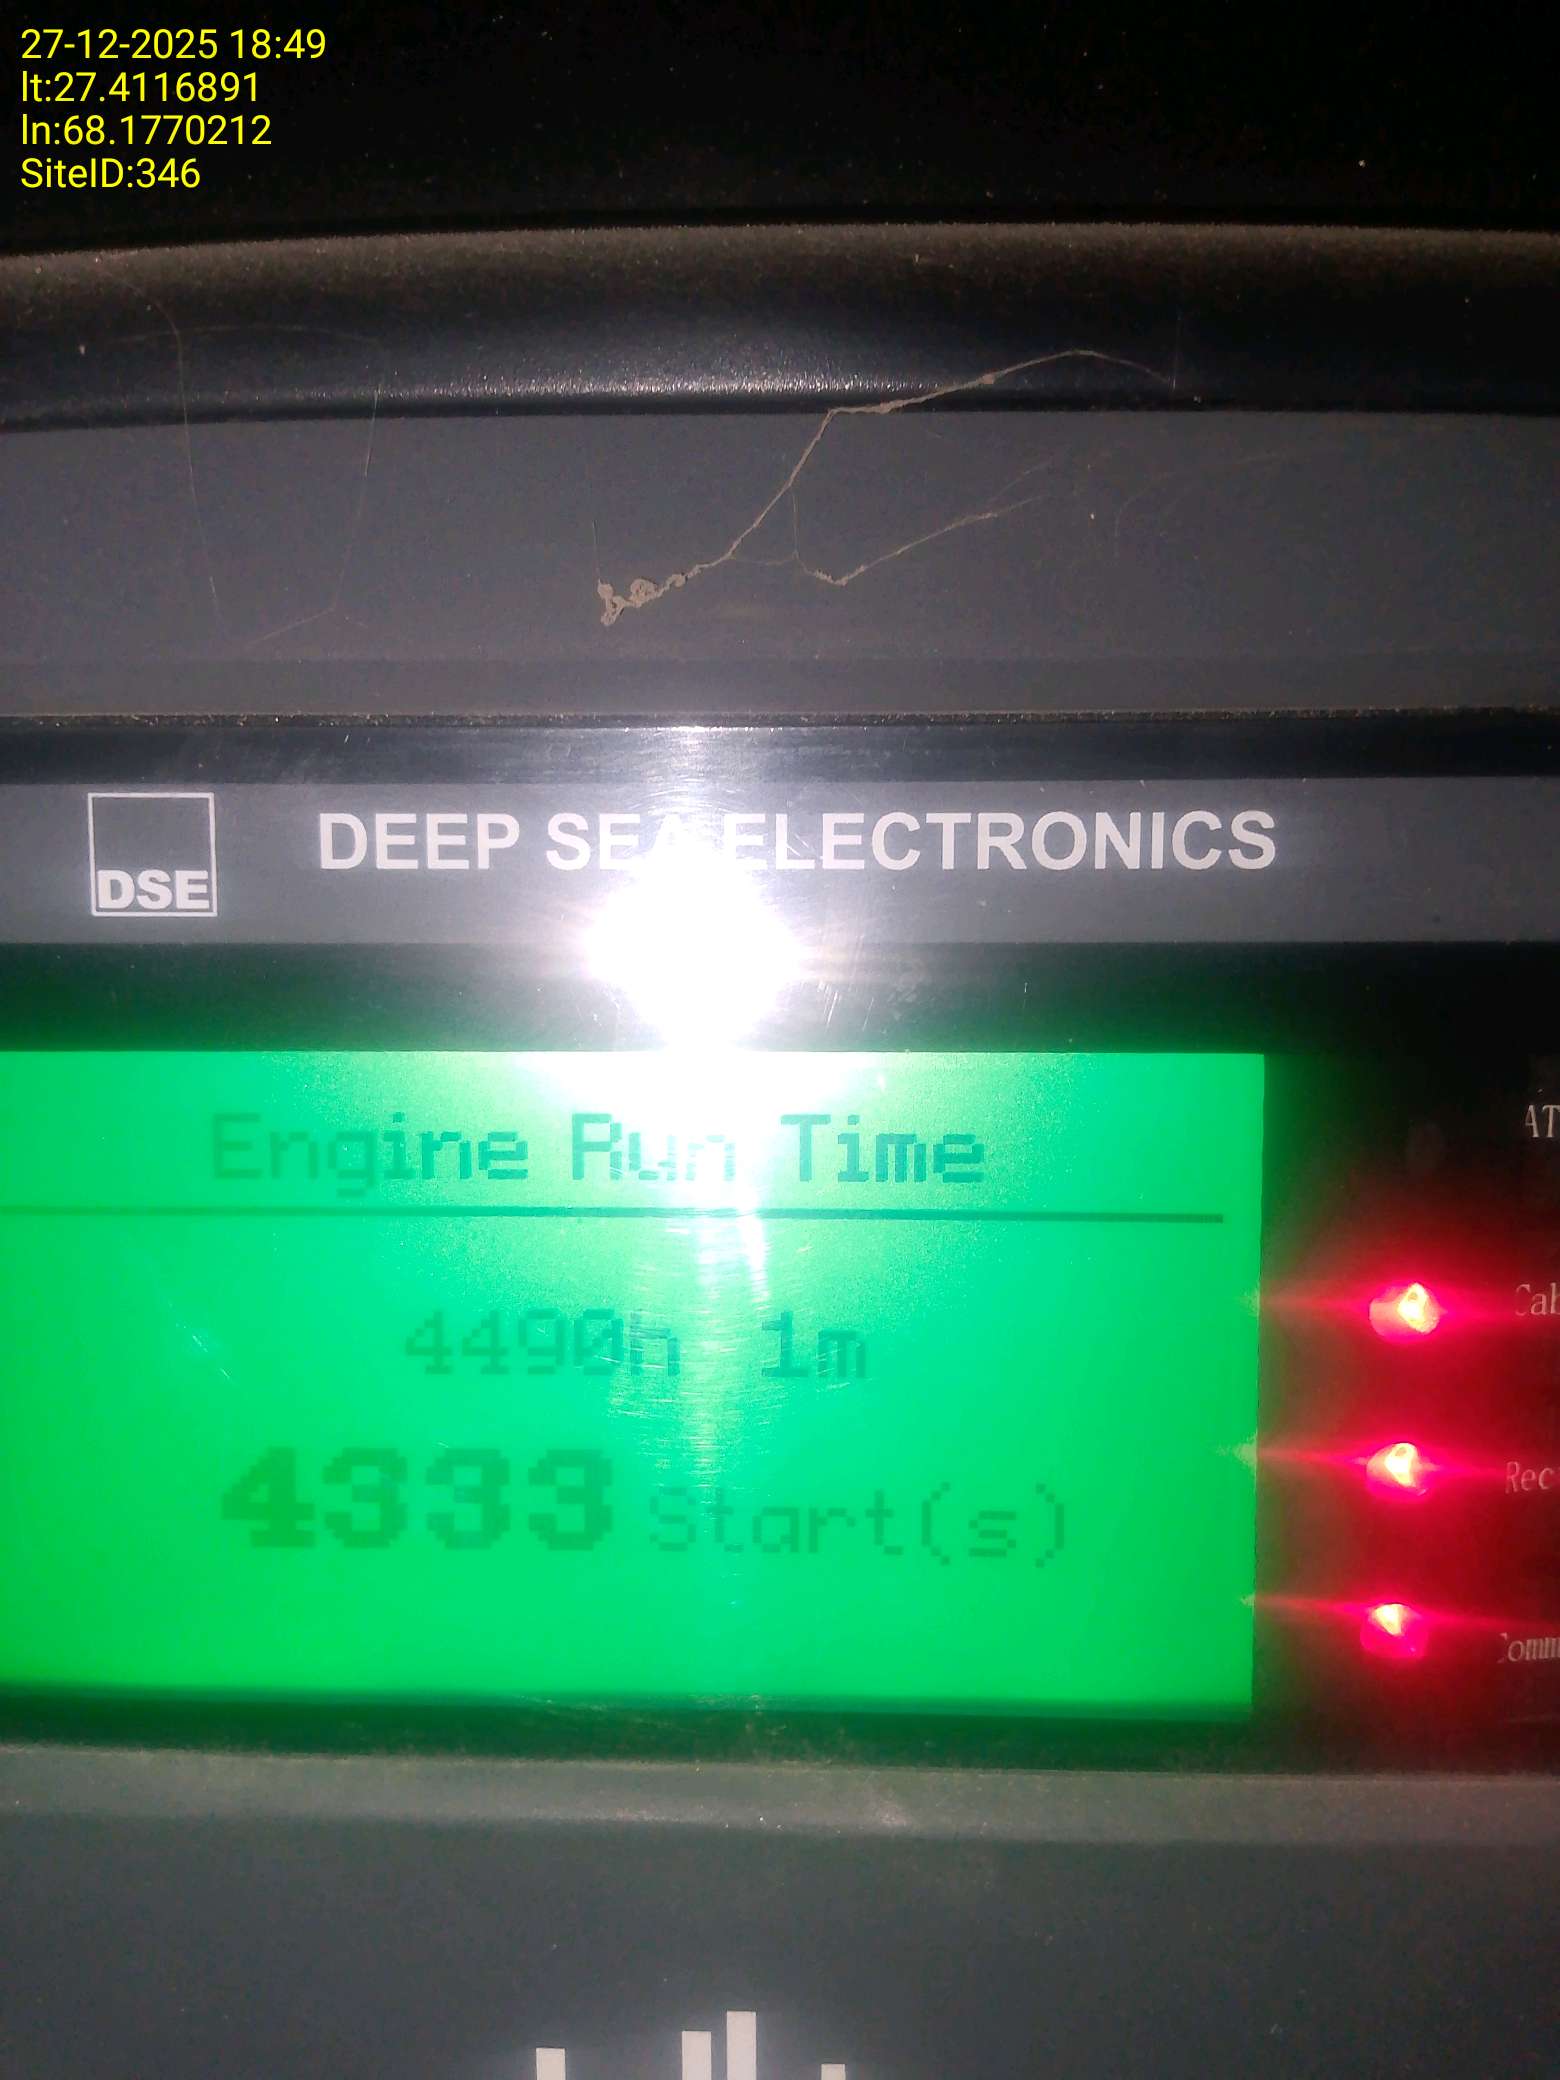 27-12-2025 18:49
lt:27.4116891
ln:68.1770212
SiteID:346
DSE
DEEP SEA ELECTRONICS
Engine Run Time
4490h 1m
4333 Start(s)